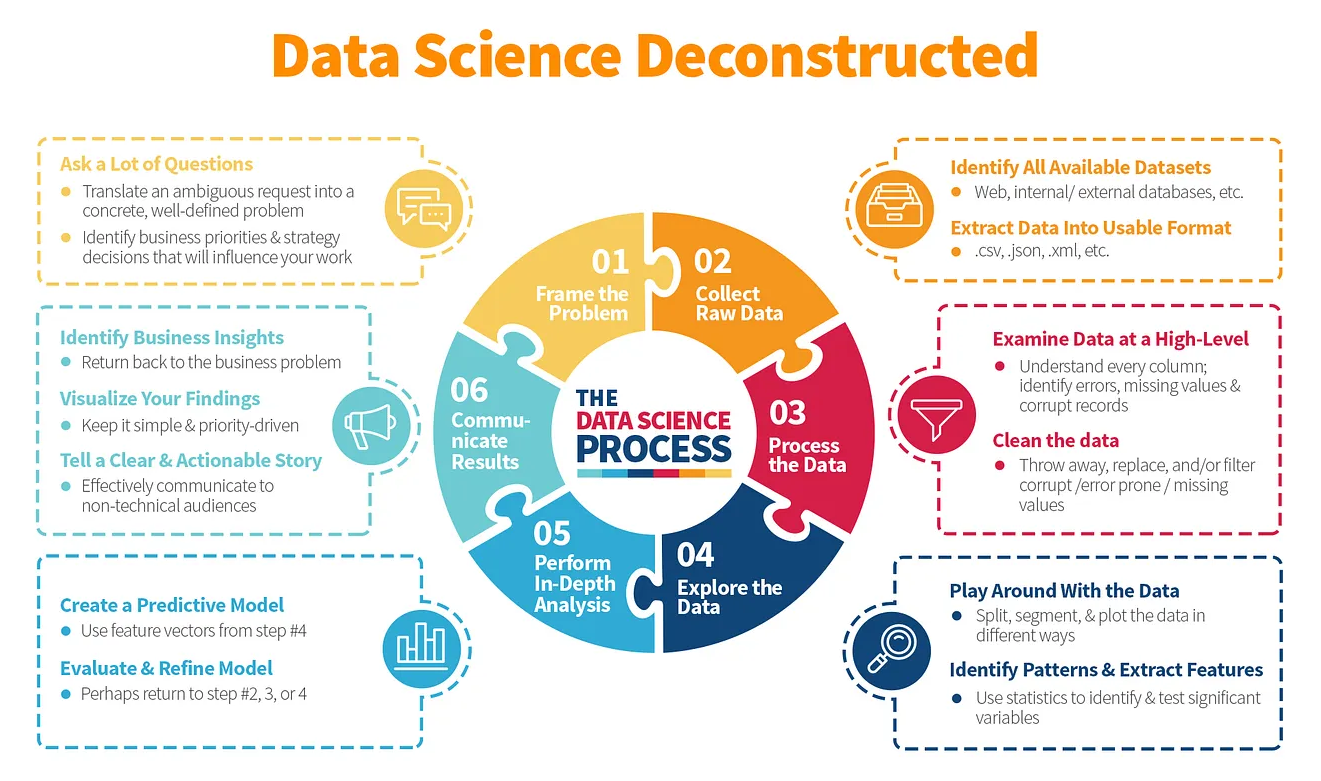 Data Science Deconstructed
Ask a Lot of Questions
Translate an ambiguous request into a
concrete, well-defined problem
Identify business priorities & strategy
decisions that will influence your work
Identify Business Insights
Return back to the business problem
Visualize Your Findings
Keep it simple & priority-driven
Tell a Clear & Actionable Story
Effectively communicate to
non-technical audiences
Create a Predictive Model
Use feature vectors from step #4
Evaluate & Refine Model
Perhaps return to step #2, 3, or 4
01
Frame the
Problem
02
Collect
Raw Data
03
Process
the Data
04
Explore the
Data
05
Perform
In-Depth
Analysis
06
Commu-
nicate
Results
THE
DATA SCIENCE
PROCESS
Identify All Available Datasets
Web, internal/ external databases, etc.
Extract Data Into Usable Format
.csv, .json, .xml, etc.
Examine Data at a High-Level
Understand every column;
identify errors, missing values &
corrupt records
Clean the data
Throw away, replace, and/or filter
corrupt /error prone / missing
values
Play Around With the Data
Split, segment, & plot the data in
different ways
Identify Patterns & Extract Features
Use statistics to identify & test significant
variables